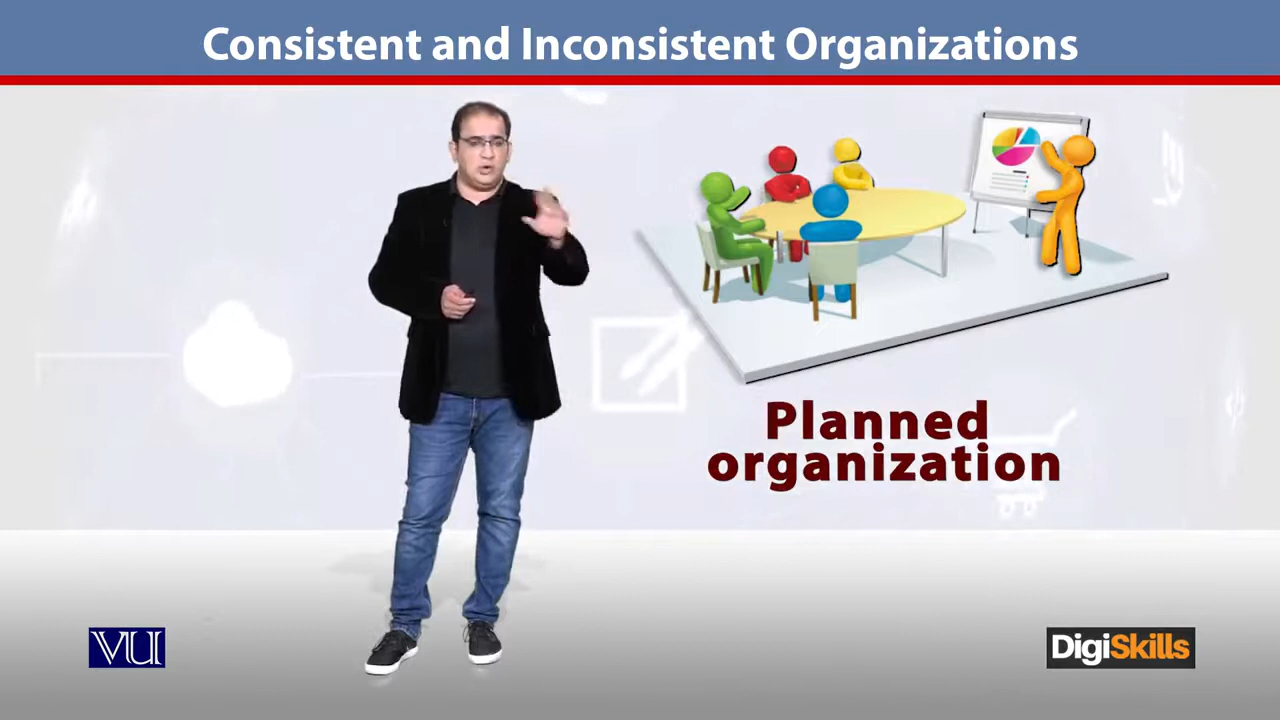 Consistent and Inconsistent Organizations
Planned
organization
VU
DigiSkills